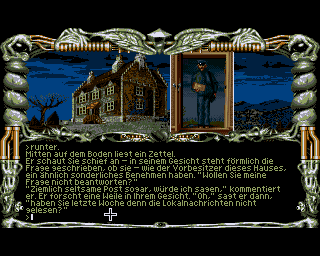 >runter.
Mitten auf dem Boden liegt ein Zettel.
Er schaut Sie schief an – in seinem Gesicht steht förmlich die
Frage geschrieben, ob sie – wie der Vorbesitzer dieses Hauses,
ein ähnlich sonderliches Benehmen haben. "Wollen Sie meine
Frage nicht beantworten?"
"Ziemlich seltsame Post sogar, würde ich sagen," kommentiert
er. Er forscht eine Weile in Ihrem Gesicht. "Oh," sagt er dann,
"haben Sie letzte Woche denn die Lokalnachrichten nicht
gelesen?"
>